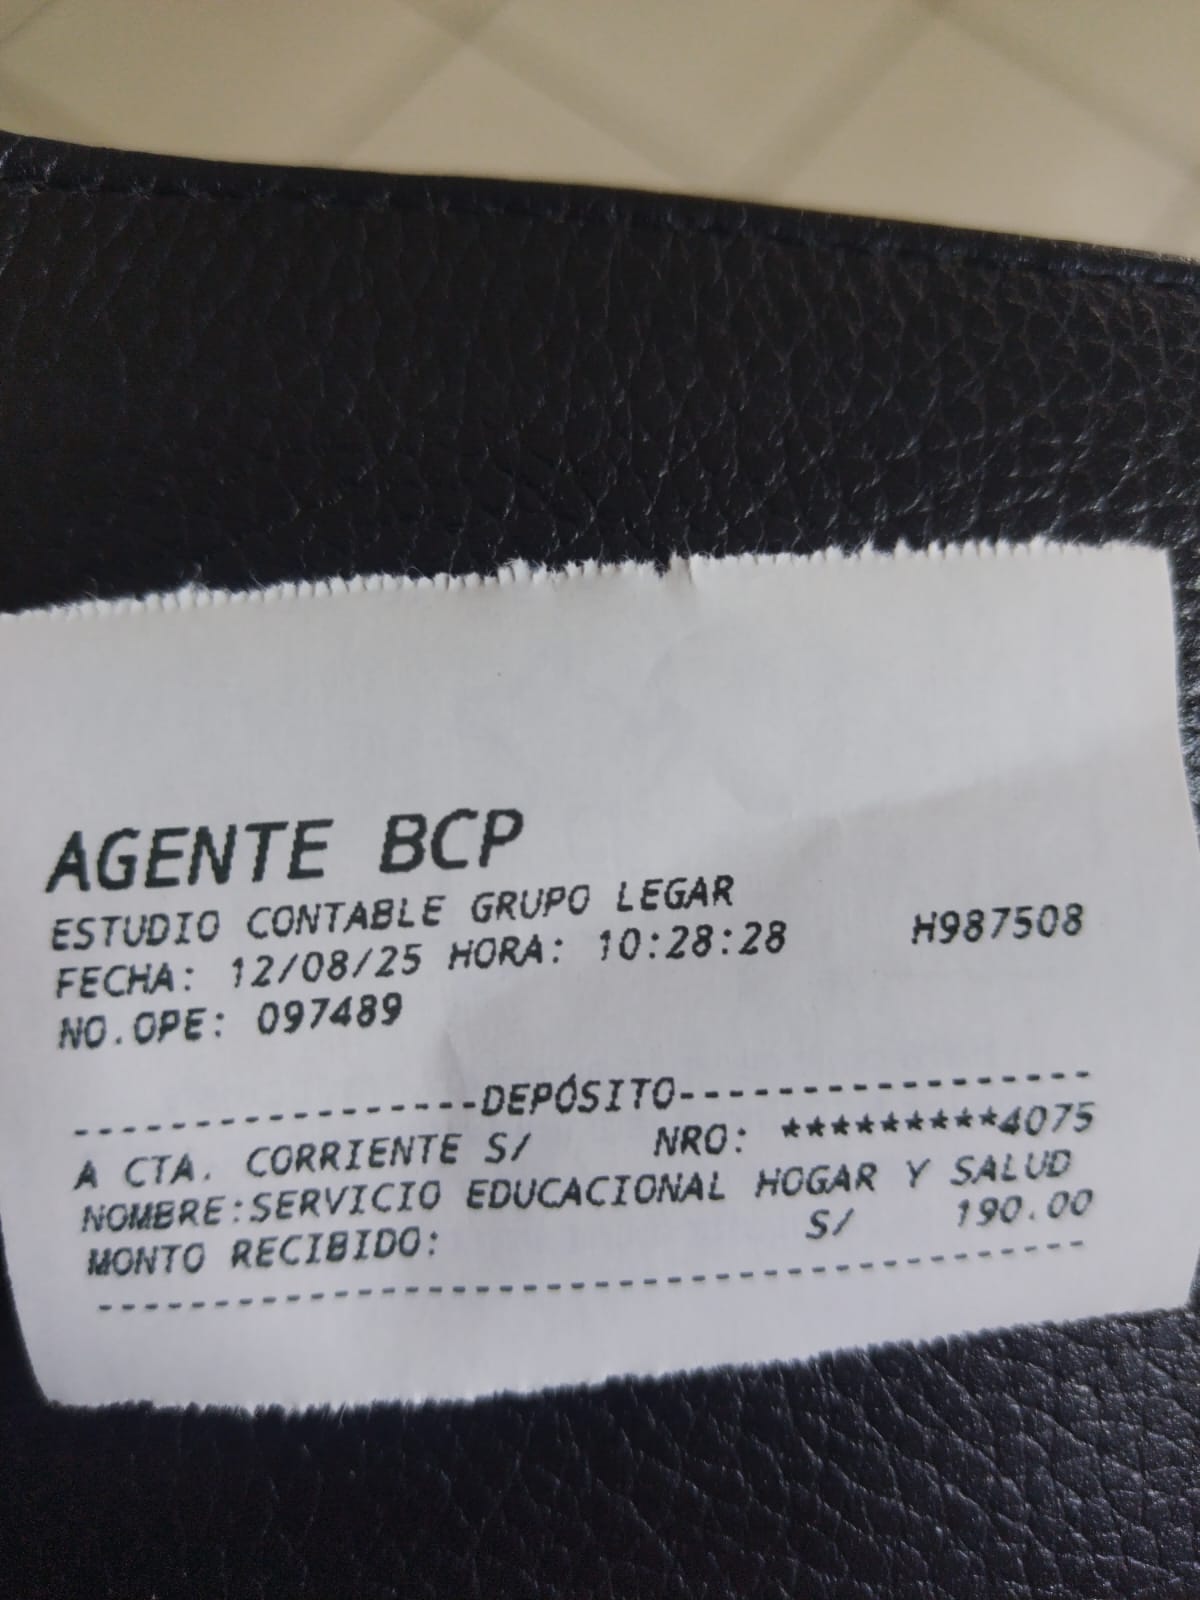 AGENTE BCP
ESTUDIO CONTABLE GRUPO LEGAR
FECHA: 12/08/25 HORA: 10:28:28 H987508
NO.OPE: 097489
-----------------DEPÓSITO-----------------
A CTA. CORRIENTE S/ NRO: *********4075
NOMBRE:SERVICIO EDUCACIONAL HOGAR Y SALUD
MONTO RECIBIDO: S/ 190.00
------------------------------------------